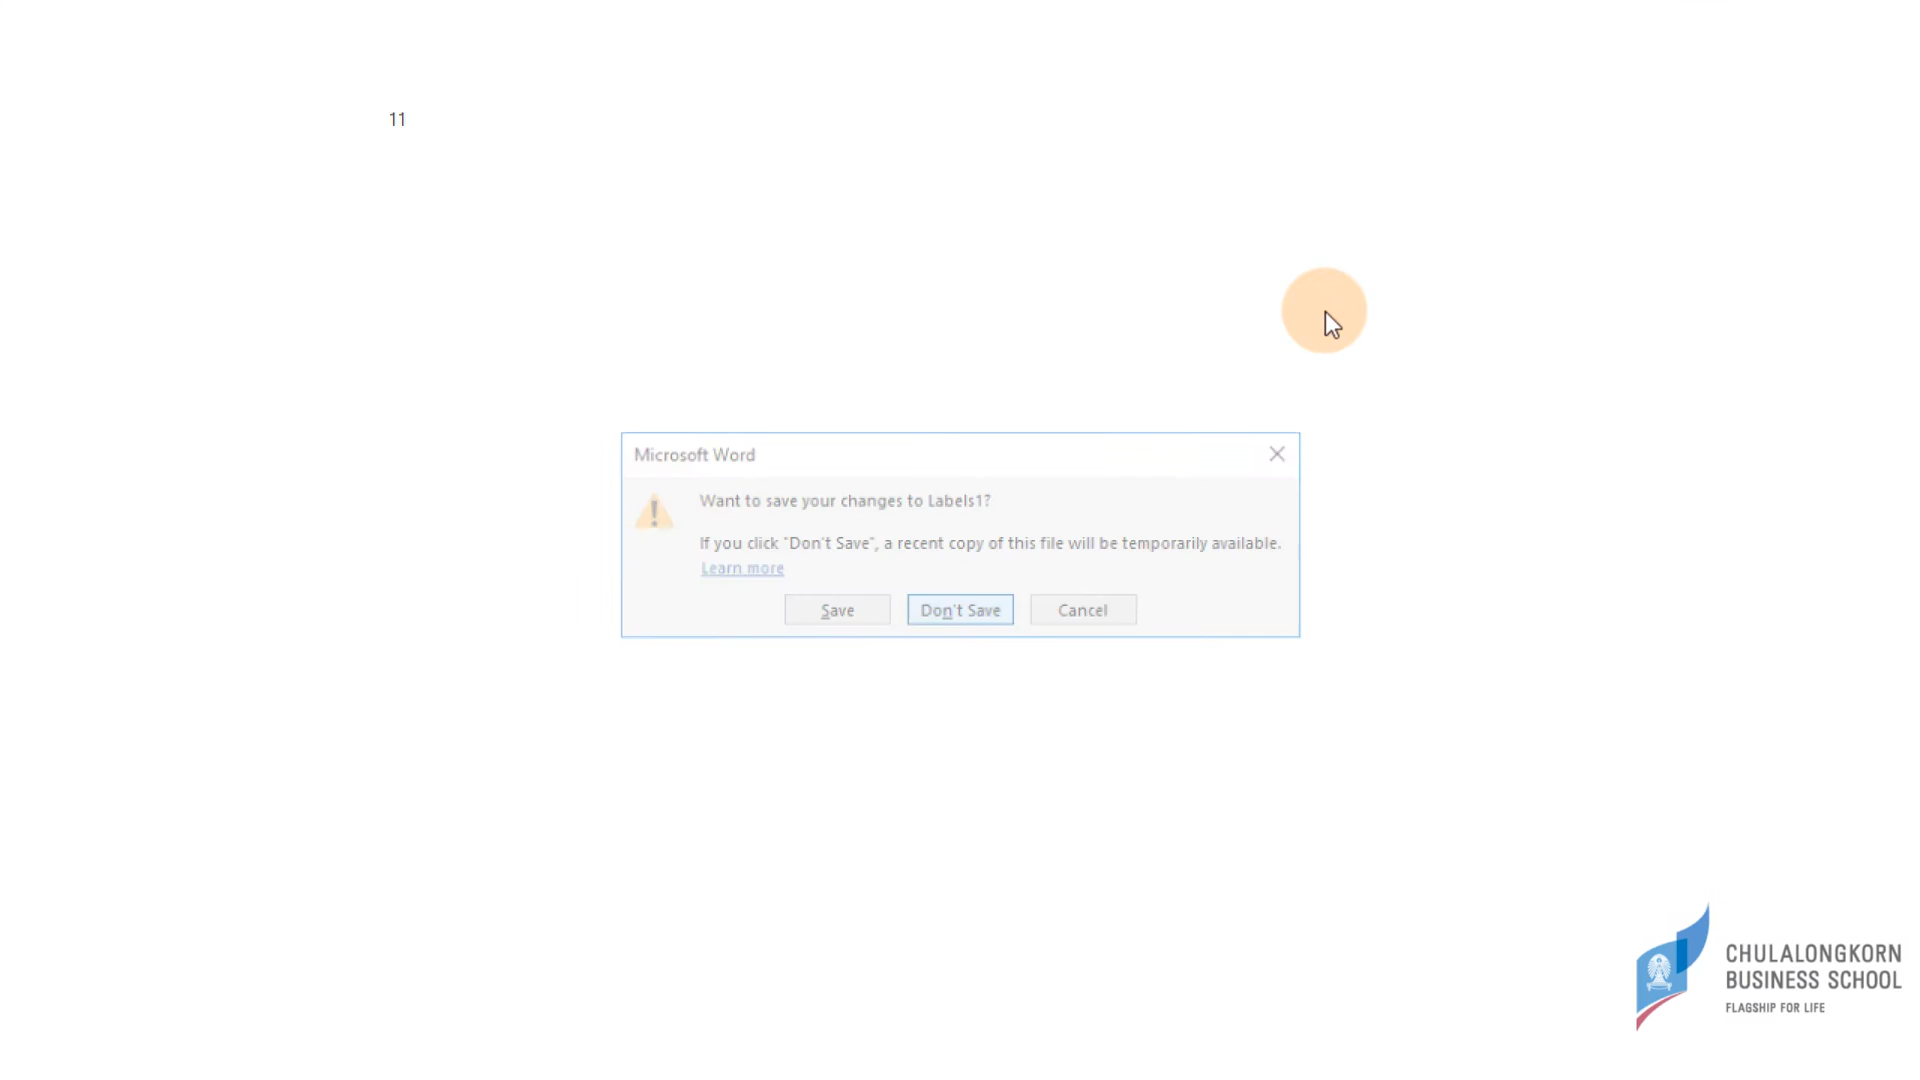 11
Microsoft Word
Want to save your changes to Labels1?
If you click "Don't Save", a recent copy of this file will be temporarily available.
Learn more
Save Don't Save Cancel
CHULALONGKORN
BUSINESS SCHOOL
FLAGSHIP FOR LIFE